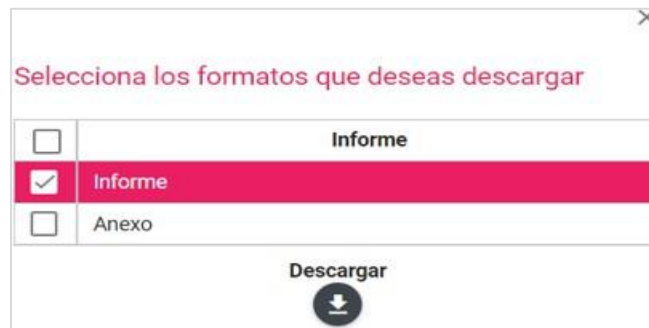 Selecciona los formatos que deseas descargar
Informe
Informe
Anexo
Descargar